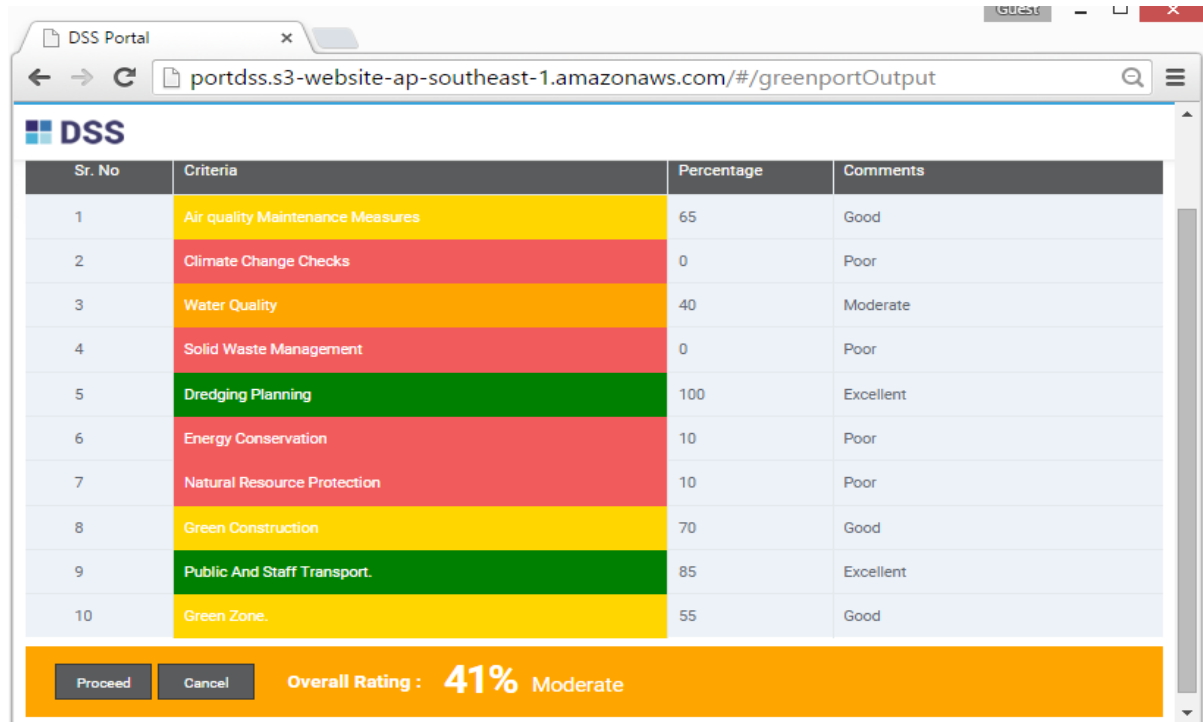 Guest
DSS Portal
portdss.s3-website-ap-southeast-1.amazonaws.com/#/greenportOutput
DSS
Sr. No Criteria Percentage Comments
1 Air quality Maintenance Measures 65 Good
2 Climate Change Checks 0 Poor
3 Water Quality 40 Moderate
4 Solid Waste Management 0 Poor
5 Dredging Planning 100 Excellent
6 Energy Conservation 10 Poor
7 Natural Resource Protection 10 Poor
8 Green Construction 70 Good
9 Public And Staff Transport. 85 Excellent
10 Green Zone. 55 Good
Proceed Cancel Overall Rating : 41% Moderate